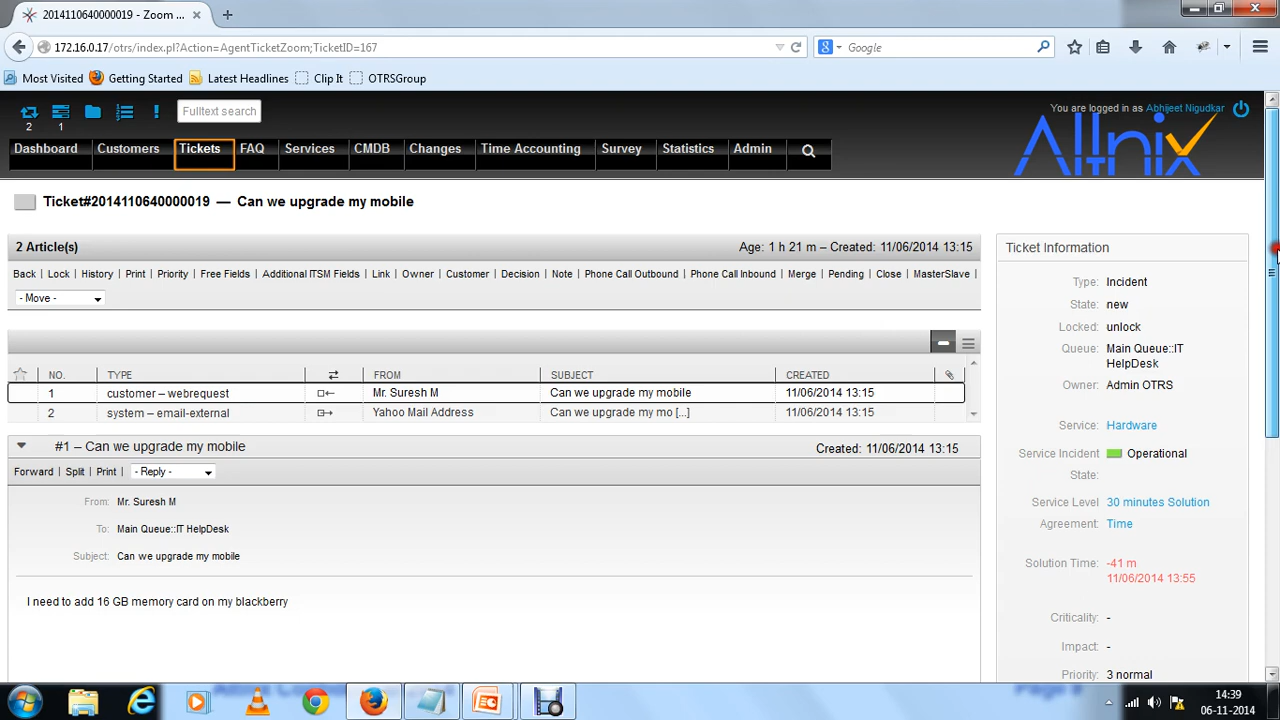 2014110640000019 - Zoom ... × +
172.16.0.17/otrs/index.pl?Action=AgentTicketZoom;TicketID=167
Google
Most Visited Getting Started Latest Headlines Clip It OTRSGroup
2 1
Fulltext search
You are logged in as Abhijeet Nigudkar
Dashboard Customers Tickets FAQ Services CMDB Changes Time Accounting Survey Statistics Admin
Allnix
IT
Ticket#2014110640000019 — Can we upgrade my mobile
2 Article(s)
Age: 1 h 21 m – Created: 11/06/2014 13:15
Back | Lock | History | Print | Priority | Free Fields | Additional ITSM Fields | Link | Owner | Customer | Decision | Note | Phone Call Outbound | Phone Call Inbound | Merge | Pending | Close | MasterSlave |
- Move -
NO. TYPE FROM SUBJECT CREATED
1 customer – webrequest Mr. Suresh M Can we upgrade my mobile 11/06/2014 13:15
2 system – email-external Yahoo Mail Address Can we upgrade my mo [...] 11/06/2014 13:15
#1 – Can we upgrade my mobile
Created: 11/06/2014 13:15
Forward | Split | Print | - Reply -
From: Mr. Suresh M
To: Main Queue::IT HelpDesk
Subject: Can we upgrade my mobile
I need to add 16 GB memory card on my blackberry
Ticket Information
Type: Incident
State: new
Locked: unlock
Queue: Main Queue::IT
HelpDesk
Owner: Admin OTRS
Service: Hardware
Service Incident Operational
State:
Service Level 30 minutes Solution
Agreement: Time
Solution Time: -41 m
11/06/2014 13:55
Criticality: -
Impact: -
Priority: 3 normal
14:39
06-11-2014